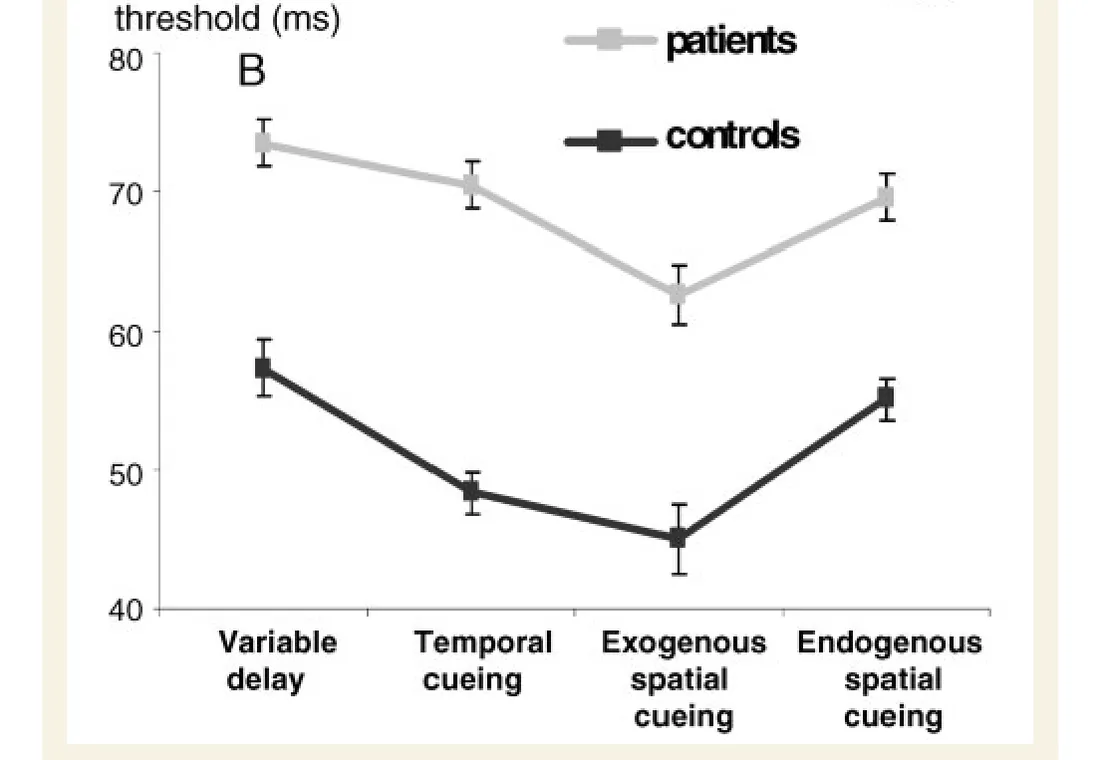 threshold (ms)
80
B
patients
controls
70
60
50
40
Variable Temporal Exogenous Endogenous
delay cueing spatial spatial
cueing cueing